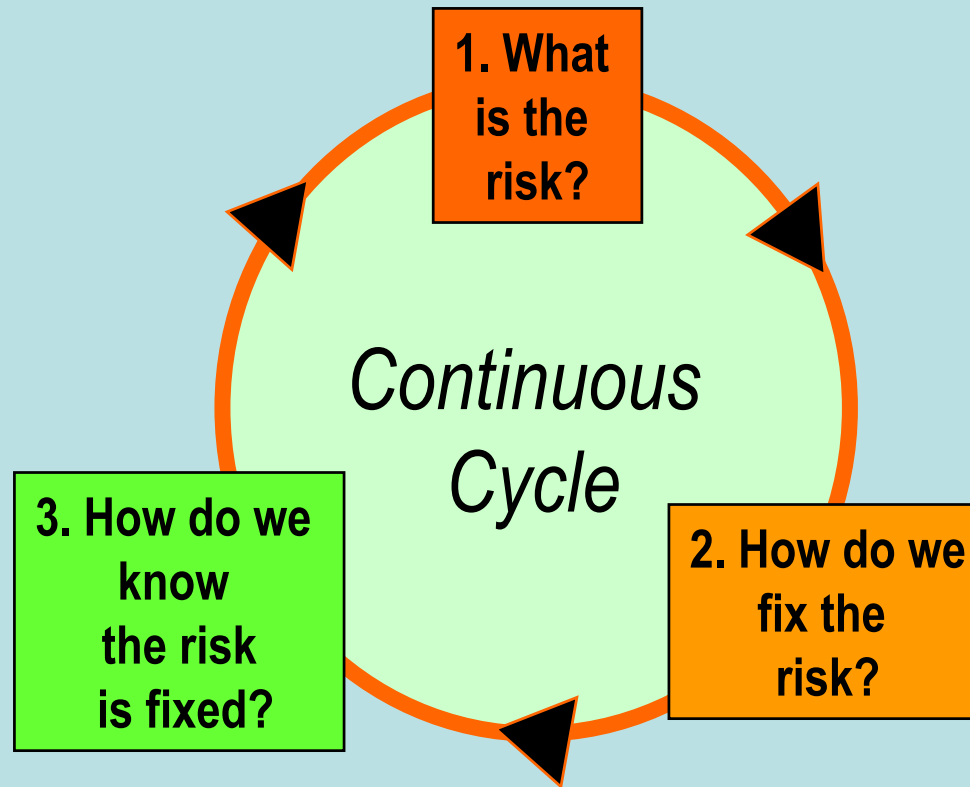 1. What
is the
risk?
Continuous
Cycle
2. How do we
fix the
risk?
3. How do we
know
the risk
is fixed?